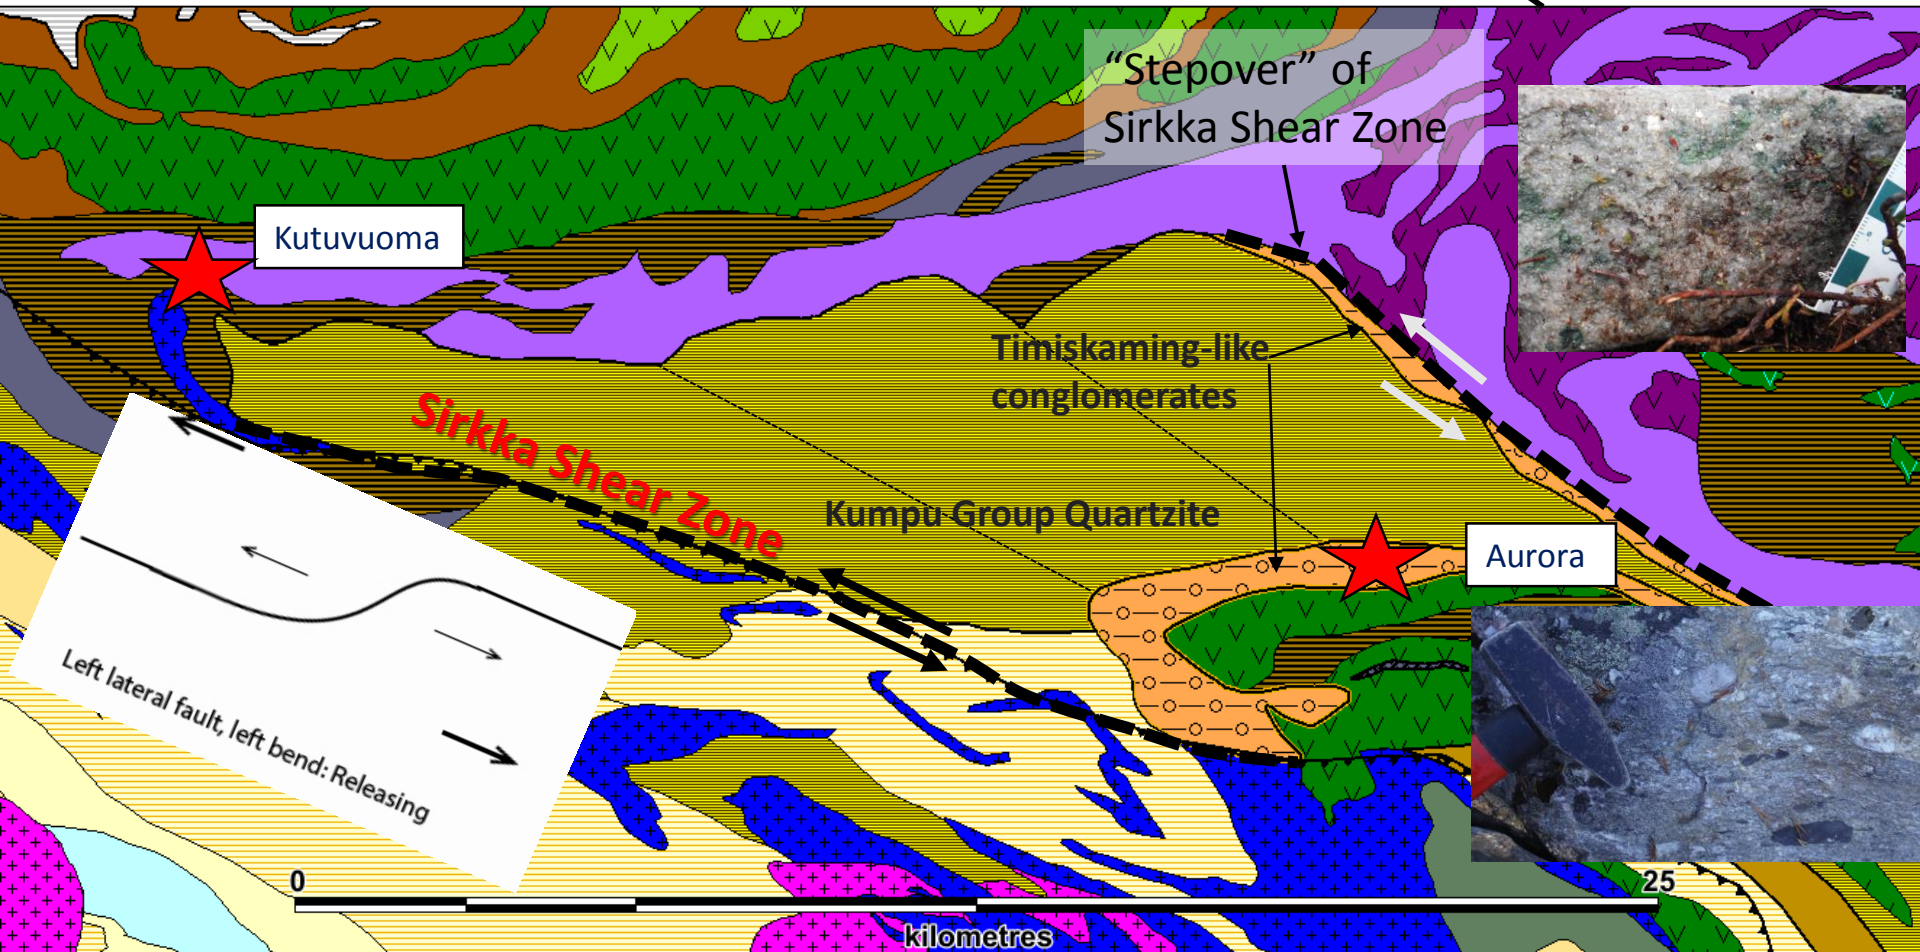 “Stepover” of
Sirkka Shear Zone
Kutuvuoma
Timiskaming-like
conglomerates
Sirkka Shear Zone
Kumpu Group Quartzite
Aurora
Left lateral fault, left bend: Releasing
0
25
kilometres